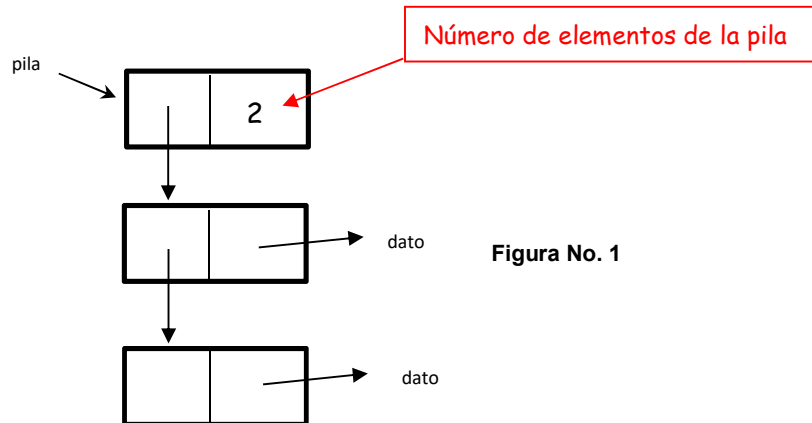 Número de elementos de la pila
pila
2
dato
Figura No. 1
dato